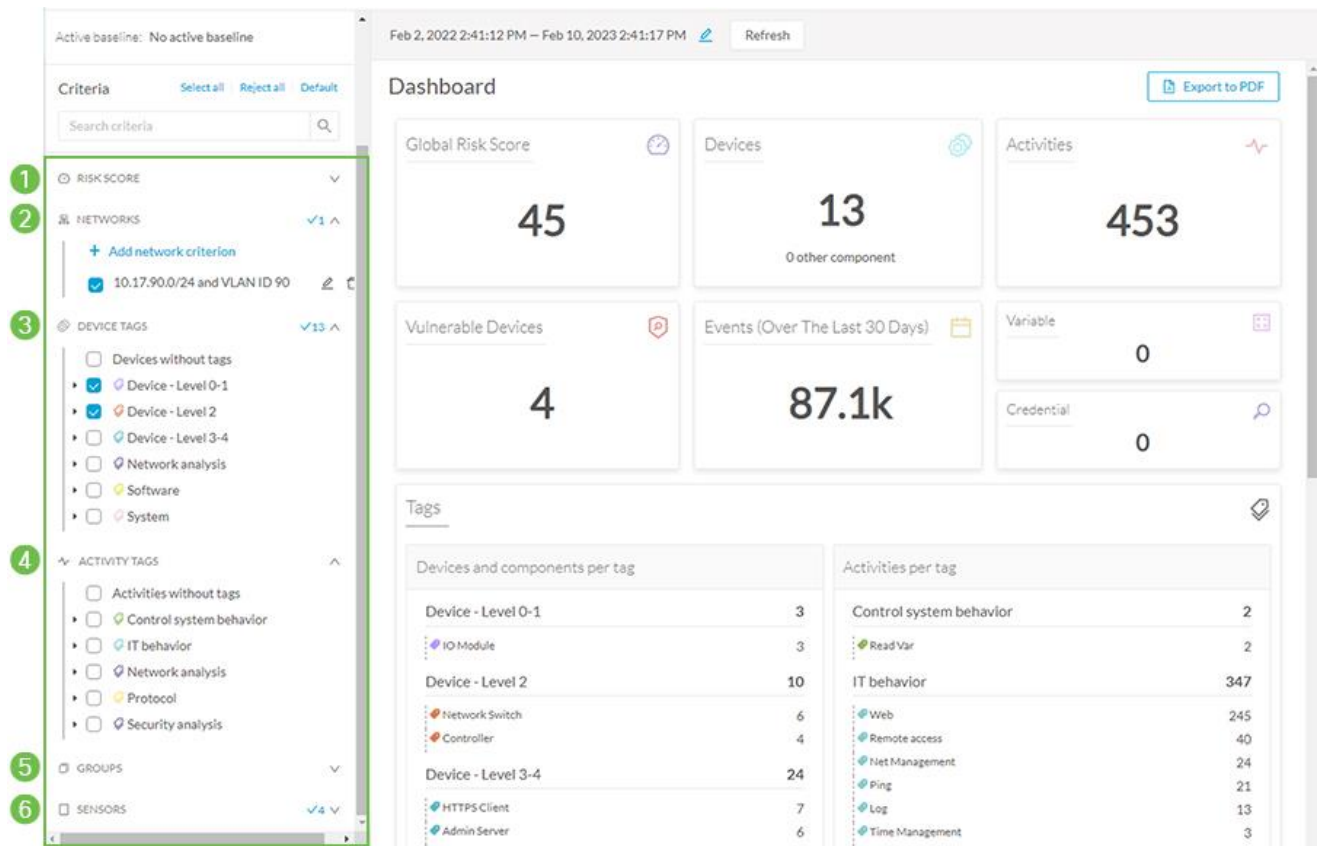 Active baseline: No active baseline
Criteria Select all Reject all Default
Search criteria
1 RISK SCORE
2 NETWORKS 1
+ Add network criterion
10.17.90.0/24 and VLAN ID 90
3 DEVICE TAGS 13
Devices without tags
Device - Level 0-1
Device - Level 2
Device - Level 3-4
Network analysis
Software
System
4 ACTIVITY TAGS
Activities without tags
Control system behavior
IT behavior
Network analysis
Protocol
Security analysis
5 GROUPS
6 SENSORS 4
Feb 2, 2022 2:41:12 PM — Feb 10, 2023 2:41:17 PM Refresh
Dashboard Export to PDF
Global Risk Score
45
Devices
13
0 other component
Activities
453
Vulnerable Devices
4
Events (Over The Last 30 Days)
87.1k
Variable
0
Credential
0
Tags
Devices and components per tag
Device - Level 0-1 3
IO Module 3
Device - Level 2 10
Network Switch 6
Controller 4
Device - Level 3-4 24
HTTPS Client 7
Admin Server 6
Activities per tag
Control system behavior 2
Read Var 2
IT behavior 347
Web 245
Remote access 40
Net Management 24
Ping 21
Log 13
Time Management 3